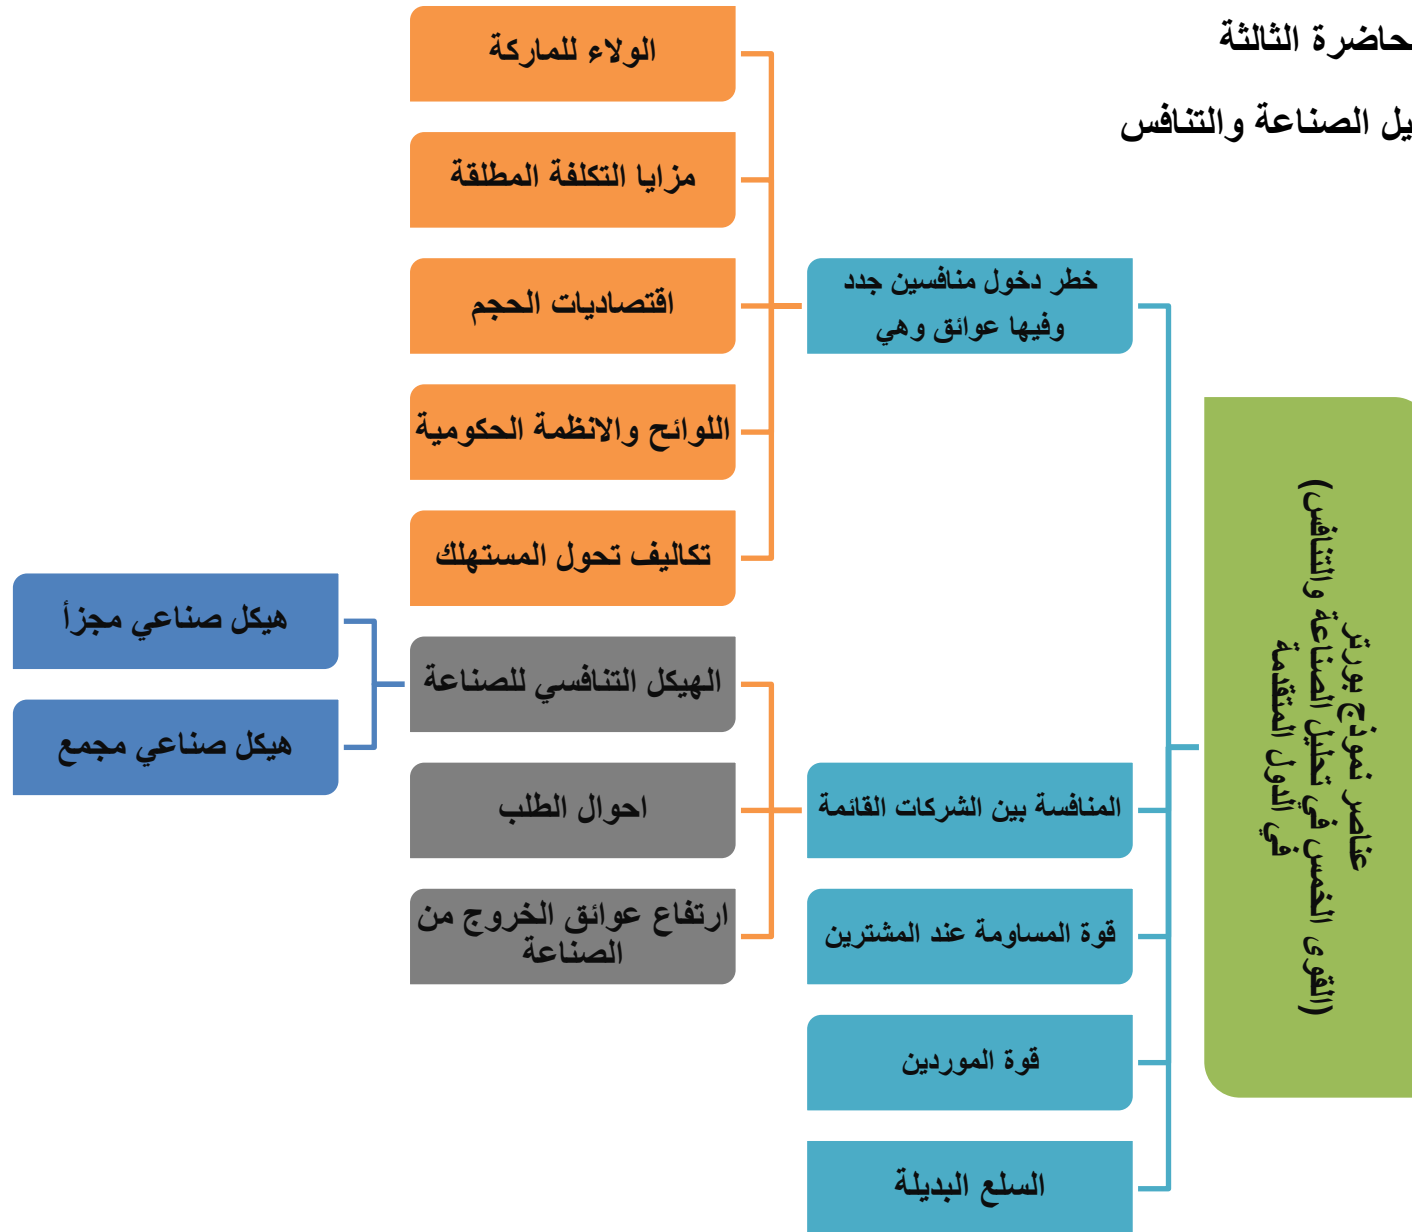 حاضرة الثالثة
يل الصناعة والتنافس
عناصر نموذج بورتر
(القوى الخمس في تحليل الصناعة والتنافس)
في الدول المتقدمة
خطر دخول منافسين جدد
وفيها عوائق وهي
الولاء للماركة
مزايا التكلفة المطلقة
اقتصاديات الحجم
اللوائح والانظمة الحكومية
تكاليف تحول المستهلك
المنافسة بين الشركات القائمة
الهيكل التنافسي للصناعة
هيكل صناعي مجزأ
هيكل صناعي مجمع
احوال الطلب
ارتفاع عوائق الخروج من
الصناعة
قوة المساومة عند المشترين
قوة الموردين
السلع البديلة